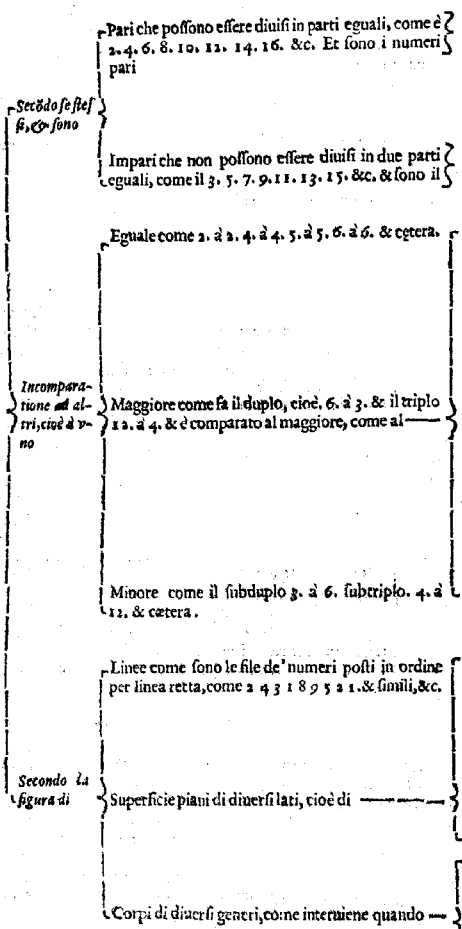 Pari che possono essere diuisi in parti eguali, come è
2. 4. 6. 8. 10. 12. 14. 16. &c. Et sono i numeri
pari
Secōdo se stes
si, & sono
Impari che non possono essere diuisi in due parti
eguali, come il 3. 5. 7. 9. 11. 13. 15. &c. & sono il
Eguale come 2. à 2. 4. à 4. 5. à 5. 6. à 6. & cętera.
Incompara-
tione ad al-
tri, cioè à v-
no
Maggiore come fa il duplo, cioè. 6. à 3. & il triplo
12. à 4. & è comparato al maggiore, come al
Minore come il subduplo 3. à 6. subtriplo. 4. à
12. & cætera.
Linee come sono le file de' numeri posti in ordine
per linea retta, come 2 4 3 1 8 9 5 2 1. & simili, &c.
Secondo la
figura di
Superficie piani di diuersi lati, cioè di
Corpi di diuersi generi, come interuiene quando